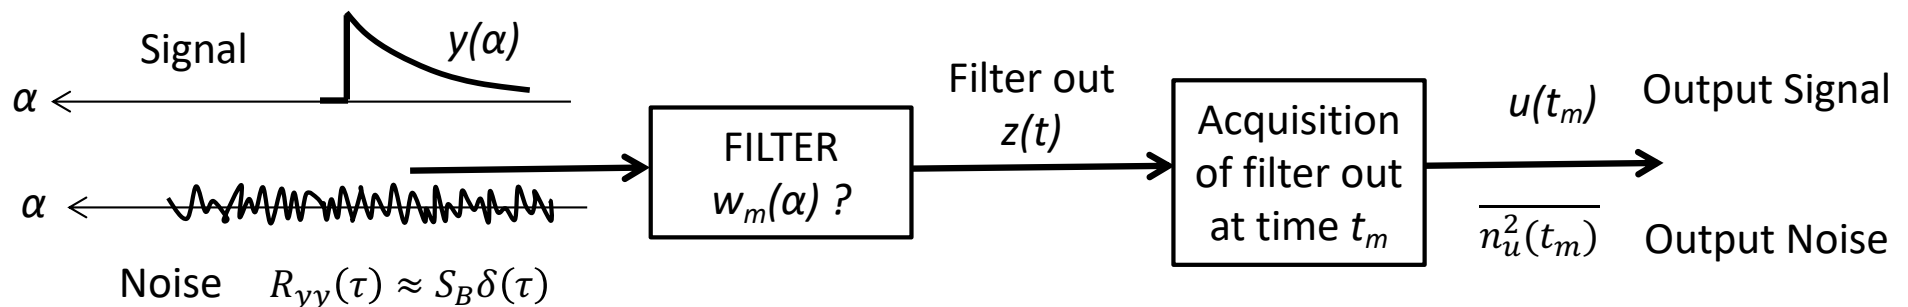 Signal y(α)
α
α
Noise R_yy(τ) ≈ S_B δ(τ)
FILTER
w_m(α) ?
Filter out
z(t)
Acquisition
of filter out
at time t_m
u(t_m) Output Signal
\overline{n_u^2(t_m)} Output Noise